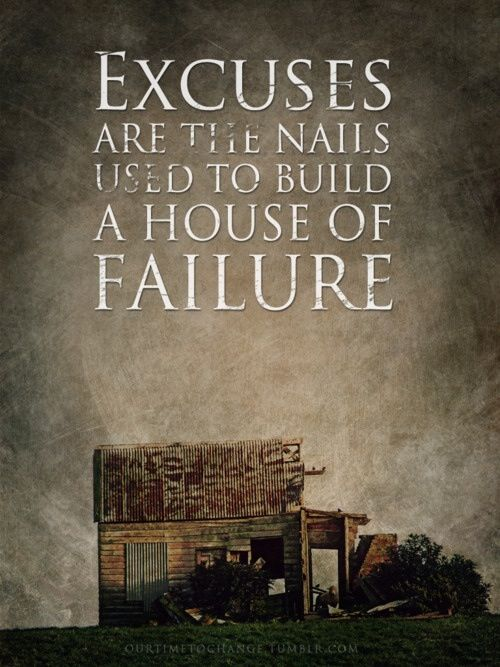 EXCUSES
ARE THE NAILS
USED TO BUILD
A HOUSE OF
FAILURE
OURTIMETOCHANGE.TUMBLR.COM